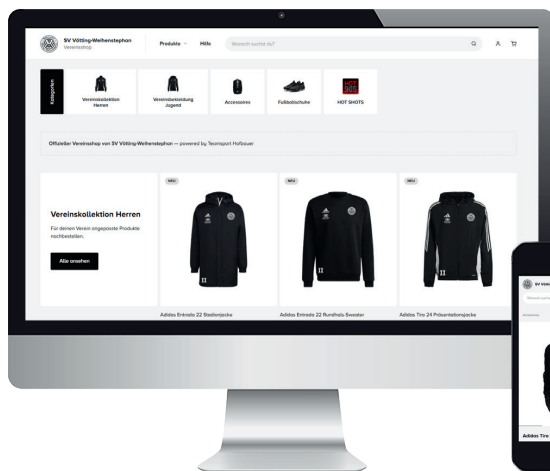 SV Vötting-Weihenstephan
Vereinsshop
Produkte
Hilfe
Wonach suchst du?
Kategorien
Vereinskollektion
Herren
Vereinsbekleidung
Jugend
Accessoires
Fußballschuhe
HOT SHOTS
Offizieller Vereinsshop von SV Vötting-Weihenstephan — powered by Teamsport Hofbauer
Vereinskollektion Herren
Für deinen Verein angepasste Produkte
nachbestellen.
Alle ansehen
NEU
NEU
NEU
Adidas Entrada 22 Stadionjacke
Adidas Entrada 22 Rundhals-Sweater
Adidas Tiro 24 Präsentationsjacke
Adidas Tiro